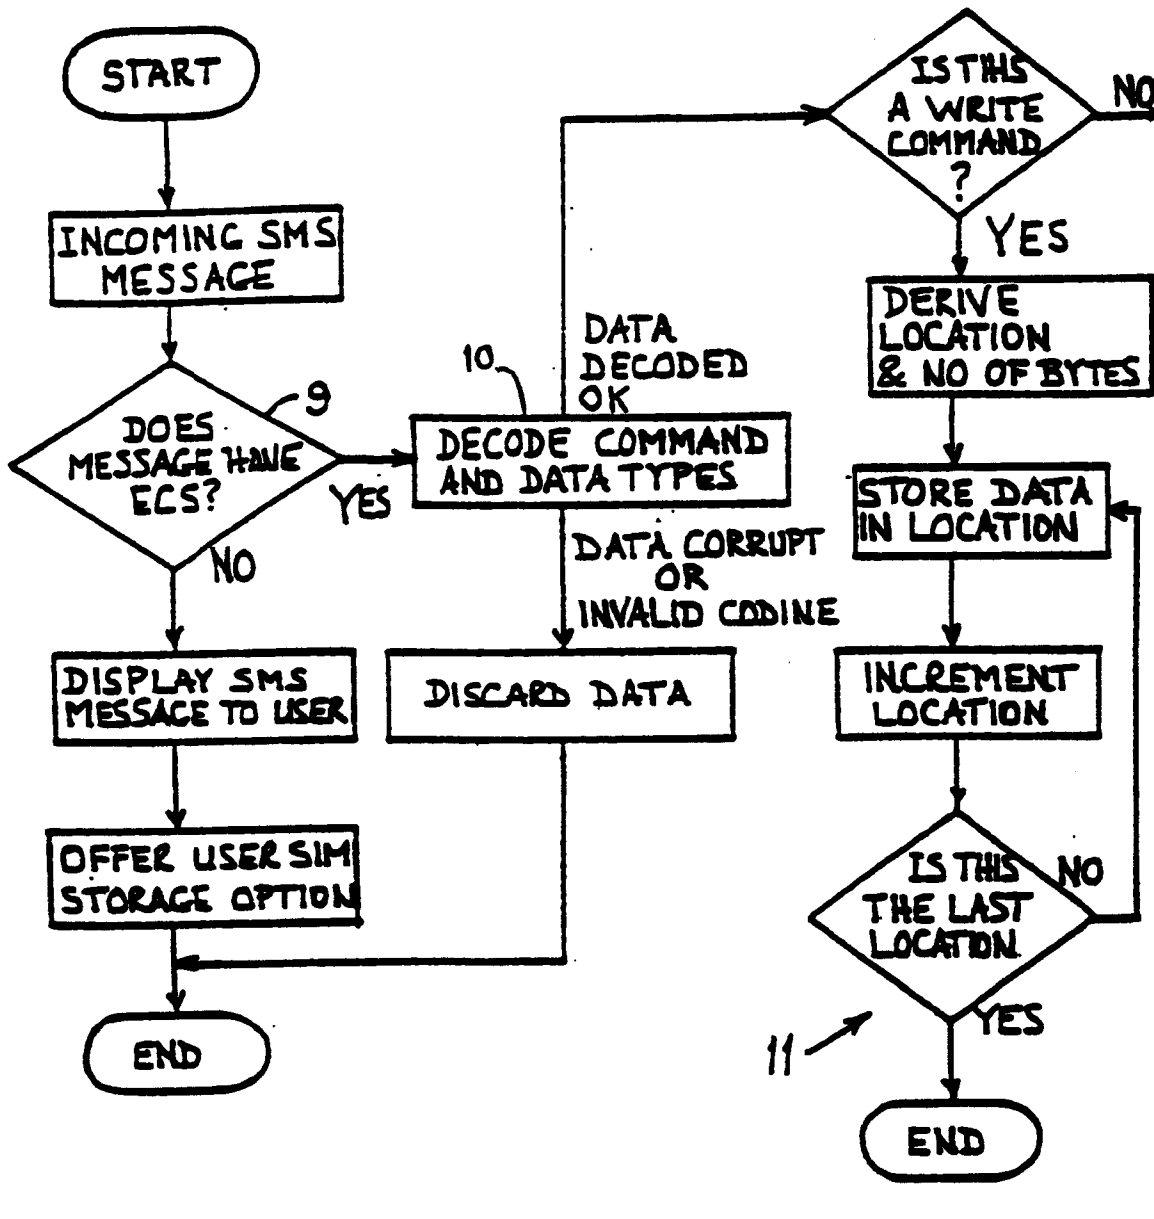 START
INCOMING SMS
MESSAGE
9
DOES
MESSAGE HAVE
ECS?
YES
NO
DISPLAY SMS
MESSAGE TO USER
OFFER USER SIM
STORAGE OPTION
END
10
DATA
DECODED
OK
DECODE COMMAND
AND DATA TYPES
DATA CORRUPT
OR
INVALID CODINE
DISCARD DATA
IS THIS
A WRITE
COMMAND
?
NO
YES
DERIVE
LOCATION
& NO OF BYTES
STORE DATA
IN LOCATION
INCREMENT
LOCATION
IS THIS
THE LAST
LOCATION
NO
YES
11
END